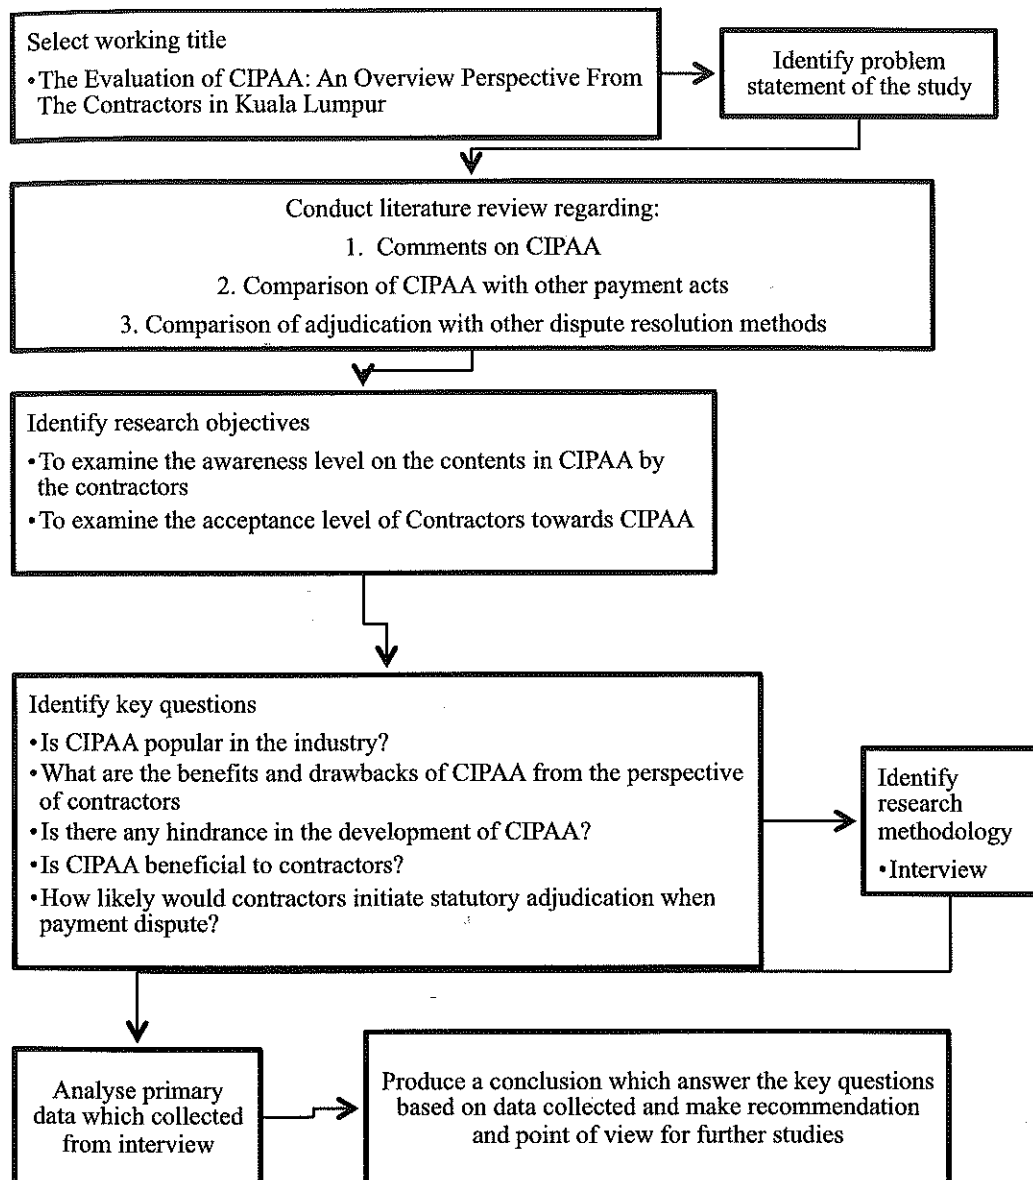 Select working title
•The Evaluation of CIPAA: An Overview Perspective From
The Contractors in Kuala Lumpur
Identify problem
statement of the study
Conduct literature review regarding:
1. Comments on CIPAA
2. Comparison of CIPAA with other payment acts
3. Comparison of adjudication with other dispute resolution methods
Identify research objectives
•To examine the awareness level on the contents in CIPAA by
the contractors
•To examine the acceptance level of Contractors towards CIPAA
Identify key questions
•Is CIPAA popular in the industry?
•What are the benefits and drawbacks of CIPAA from the perspective
of contractors
•Is there any hindrance in the development of CIPAA?
•Is CIPAA beneficial to contractors?
•How likely would contractors initiate statutory adjudication when
payment dispute?
Identify
research
methodology
•Interview
Analyse primary
data which collected
from interview
Produce a conclusion which answer the key questions
based on data collected and make recommendation
and point of view for further studies